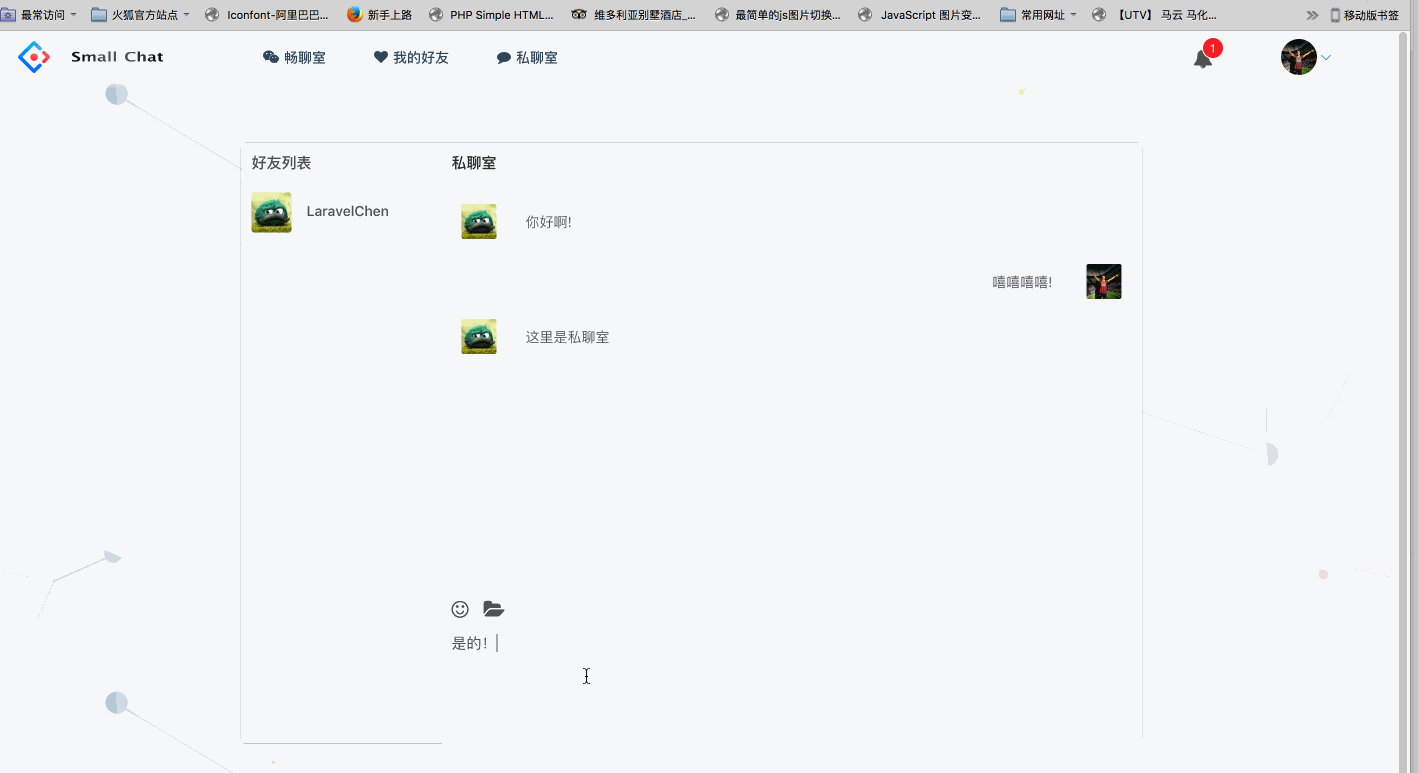 最常访问 火狐官方站点 Iconfont-阿里巴巴... 新手上路 PHP Simple HTML... 维多利亚别墅酒店_... 最简单的js图片切换... JavaScript 图片变... 常用网址 【UTV】 马云 马化... 移动版书签
Small Chat 畅聊室 我的好友 私聊室 1
好友列表 私聊室
LaravelChen
你好啊!
嘻嘻嘻嘻!
这里是私聊室
是的!